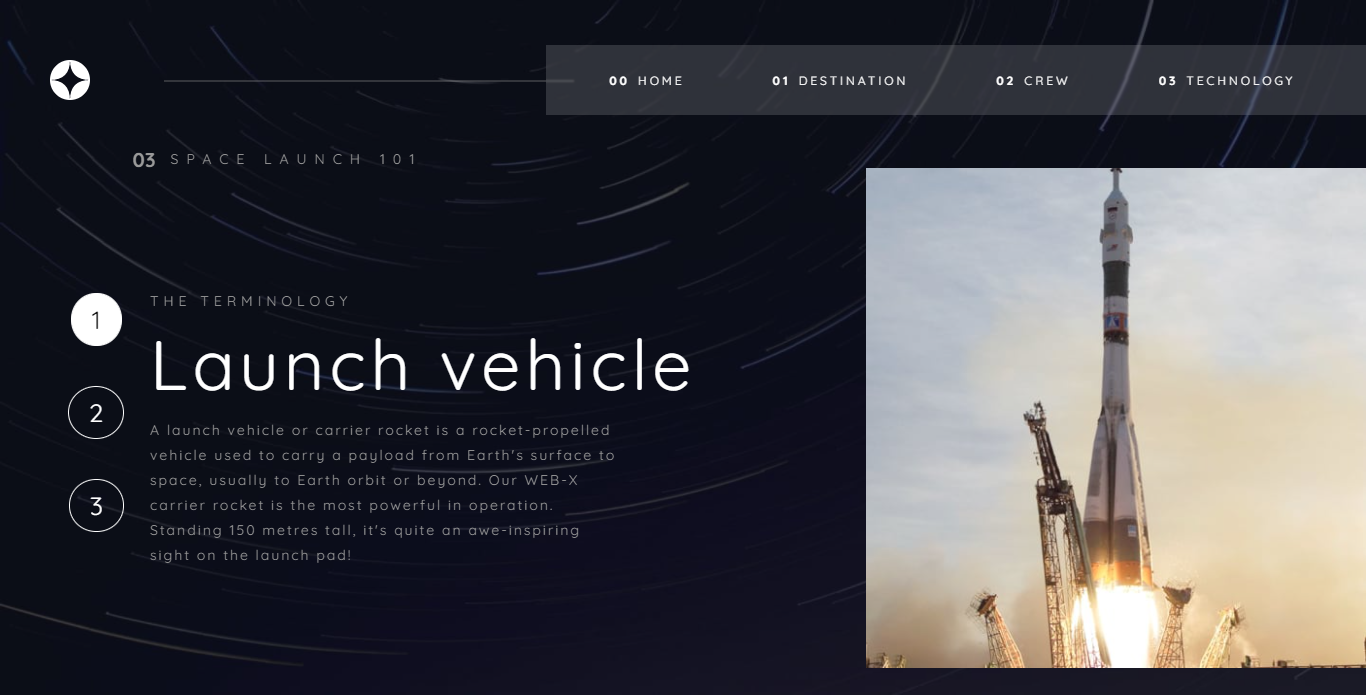 00 HOME 01 DESTINATION 02 CREW 03 TECHNOLOGY
03 SPACE LAUNCH 101
1
2
3
THE TERMINOLOGY
Launch vehicle
A launch vehicle or carrier rocket is a rocket-propelled
vehicle used to carry a payload from Earth's surface to
space, usually to Earth orbit or beyond. Our WEB-X
carrier rocket is the most powerful in operation.
Standing 150 metres tall, it's quite an awe-inspiring
sight on the launch pad!